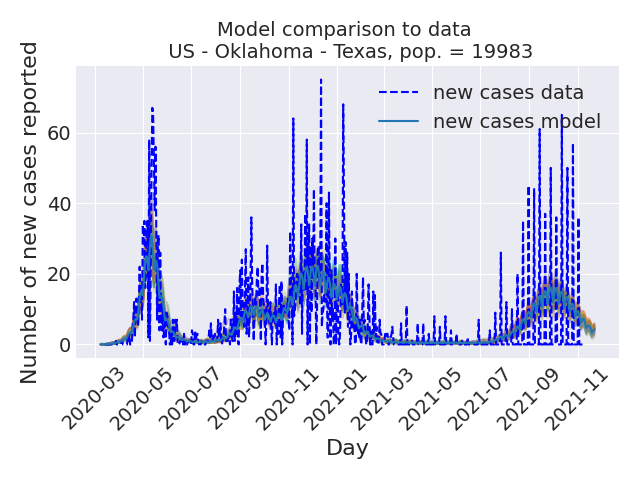 Model comparison to data
US - Oklahoma - Texas, pop. = 19983
new cases data
new cases model
Number of new cases reported
60
40
20
0
2020-03
2020-05
2020-07
2020-09
2020-11
2021-01
2021-03
2021-05
2021-07
2021-09
2021-11
Day